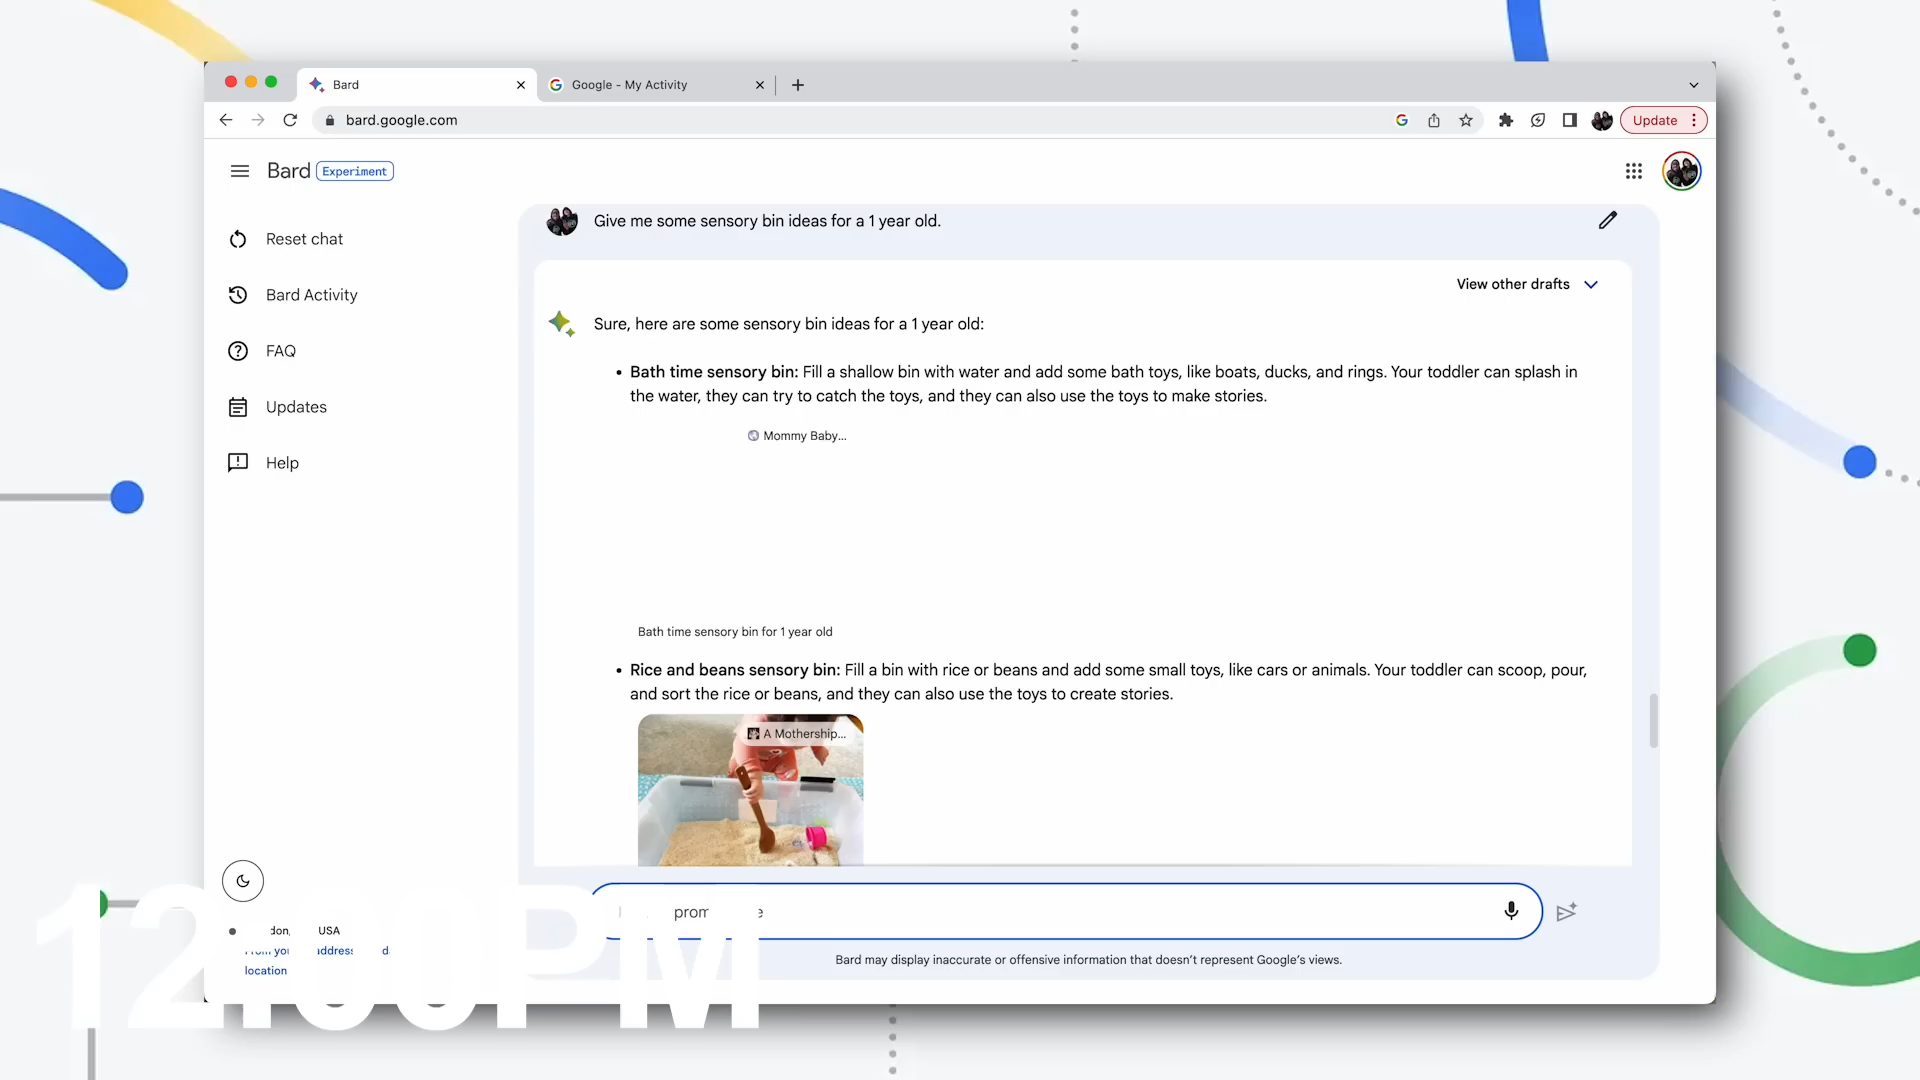 Bard
Google - My Activity
bard.google.com
Update
Bard Experiment
Reset chat
Bard Activity
FAQ
Updates
Help
Give me some sensory bin ideas for a 1 year old.
View other drafts
Sure, here are some sensory bin ideas for a 1 year old:
• Bath time sensory bin: Fill a shallow bin with water and add some bath toys, like boats, ducks, and rings. Your toddler can splash in
the water, they can try to catch the toys, and they can also use the toys to make stories.
Mommy Baby...
Bath time sensory bin for 1 year old
• Rice and beans sensory bin: Fill a bin with rice or beans and add some small toys, like cars or animals. Your toddler can scoop, pour,
and sort the rice or beans, and they can also use the toys to create stories.
A Mothership...
USA
address
location
12:00PM
Bard may display inaccurate or offensive information that doesn't represent Google's views.